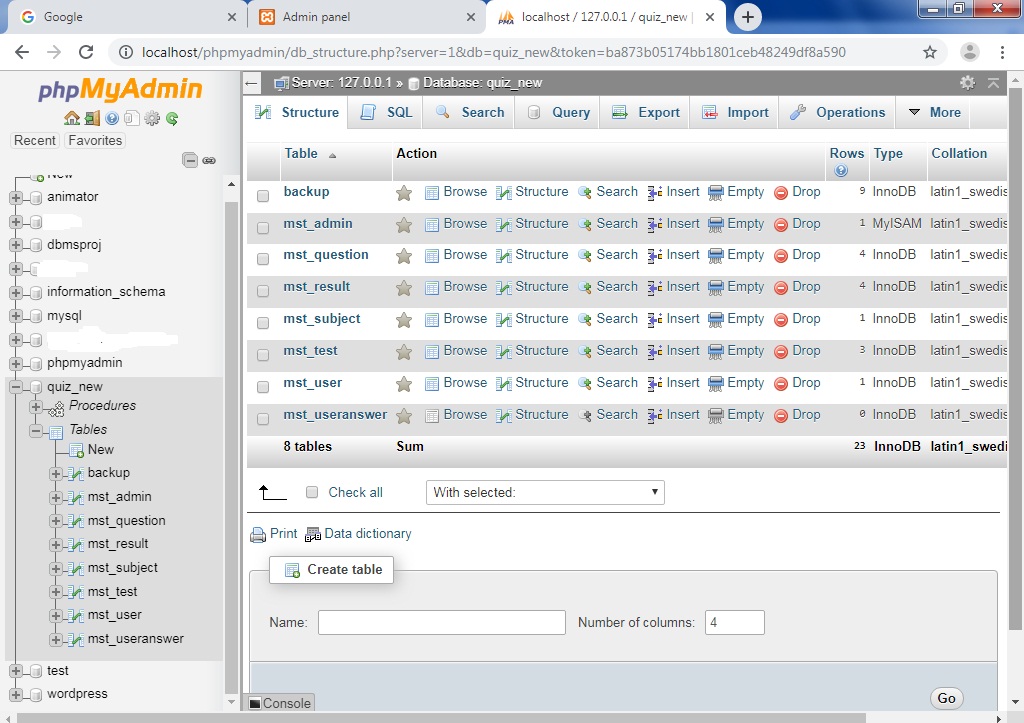 Google
Admin panel
localhost / 127.0.0.1 / quiz_new |
localhost/phpmyadmin/db_structure.php?server=1&db=quiz_new&token=ba873b05174bb1801ceb48249df8a590
phpMyAdmin
Recent Favorites
New
animator
dbmsproj
information_schema
mysql
phpmyadmin
quiz_new
Procedures
Tables
New
backup
mst_admin
mst_question
mst_result
mst_subject
mst_test
mst_user
mst_useranswer
test
wordpress
Server: 127.0.0.1 » Database: quiz_new
Structure SQL Search Query Export Import Operations More
Table Action Rows Type Collation
backup Browse Structure Search Insert Empty Drop 9 InnoDB latin1_swedis
mst_admin Browse Structure Search Insert Empty Drop 1 MyISAM latin1_swedis
mst_question Browse Structure Search Insert Empty Drop 4 InnoDB latin1_swedis
mst_result Browse Structure Search Insert Empty Drop 4 InnoDB latin1_swedis
mst_subject Browse Structure Search Insert Empty Drop 1 InnoDB latin1_swedis
mst_test Browse Structure Search Insert Empty Drop 3 InnoDB latin1_swedis
mst_user Browse Structure Search Insert Empty Drop 1 InnoDB latin1_swedis
mst_useranswer Browse Structure Search Insert Empty Drop 0 InnoDB latin1_swedis
8 tables Sum 23 InnoDB latin1_swedi
Check all With selected:
Print Data dictionary
Create table
Name: Number of columns: 4
Go
Console